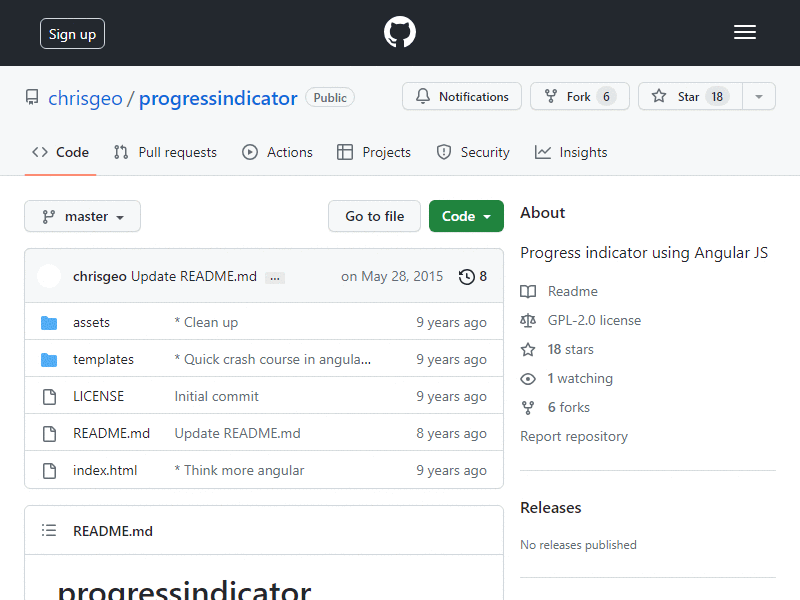 Sign up
chrisgeo / progressindicator Public
Notifications Fork 6 Star 18
Code Pull requests Actions Projects Security Insights
master Go to file Code
chrisgeo Update README.md ... on May 28, 2015 8
assets * Clean up 9 years ago
templates * Quick crash course in angula... 9 years ago
LICENSE Initial commit 9 years ago
README.md Update README.md 8 years ago
index.html * Think more angular 9 years ago
README.md
progressindicator
About
Progress indicator using Angular JS
Readme
GPL-2.0 license
18 stars
1 watching
6 forks
Report repository
Releases
No releases published